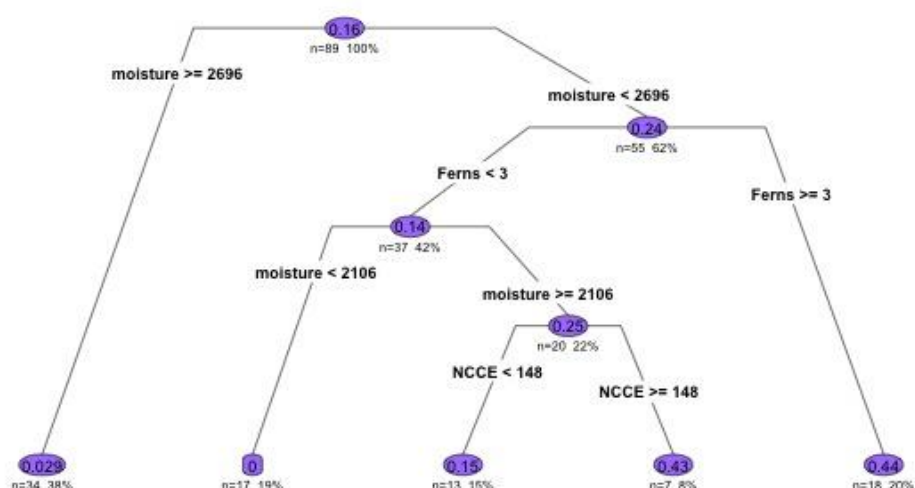 0.16
n=89 100%
moisture >= 2696
moisture < 2696
0.24
n=55 62%
Ferns < 3
Ferns >= 3
0.14
n=37 42%
moisture < 2106
moisture >= 2106
0.25
n=20 22%
NCCE < 148
NCCE >= 148
0.029
n=34 38%
0
n=17 19%
0.15
n=13 15%
0.43
n=7 8%
0.44
n=18 20%